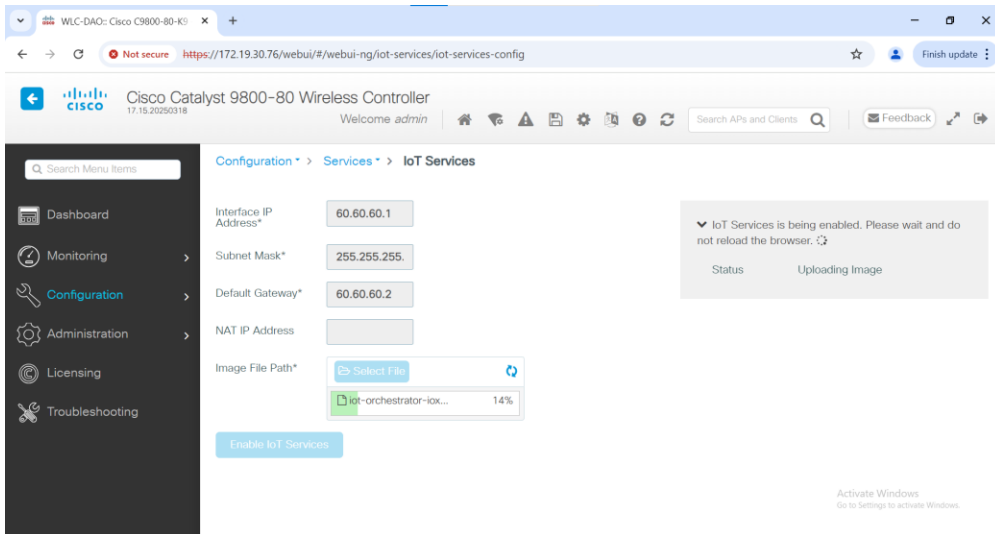 WLC-DAO:: Cisco C9800-80-K9
Not secure https://172.19.30.76/webui/#/webui-ng/iot-services/iot-services-config
Finish update
CISCO
Cisco Catalyst 9800-80 Wireless Controller
17.15.20250318
Welcome admin
Search APs and Clients
Feedback
Search Menu Items
Configuration > Services > IoT Services
Dashboard
Monitoring
Configuration
Administration
Licensing
Troubleshooting
Interface IP
Address*
60.60.60.1
Subnet Mask*
255.255.255.
Default Gateway*
60.60.60.2
NAT IP Address
Image File Path*
Select File
iot-orchestrator-iox...
14%
Enable IoT Services
IoT Services is being enabled. Please wait and do
not reload the browser.
Status Uploading Image
Activate Windows
Go to Settings to activate Windows.